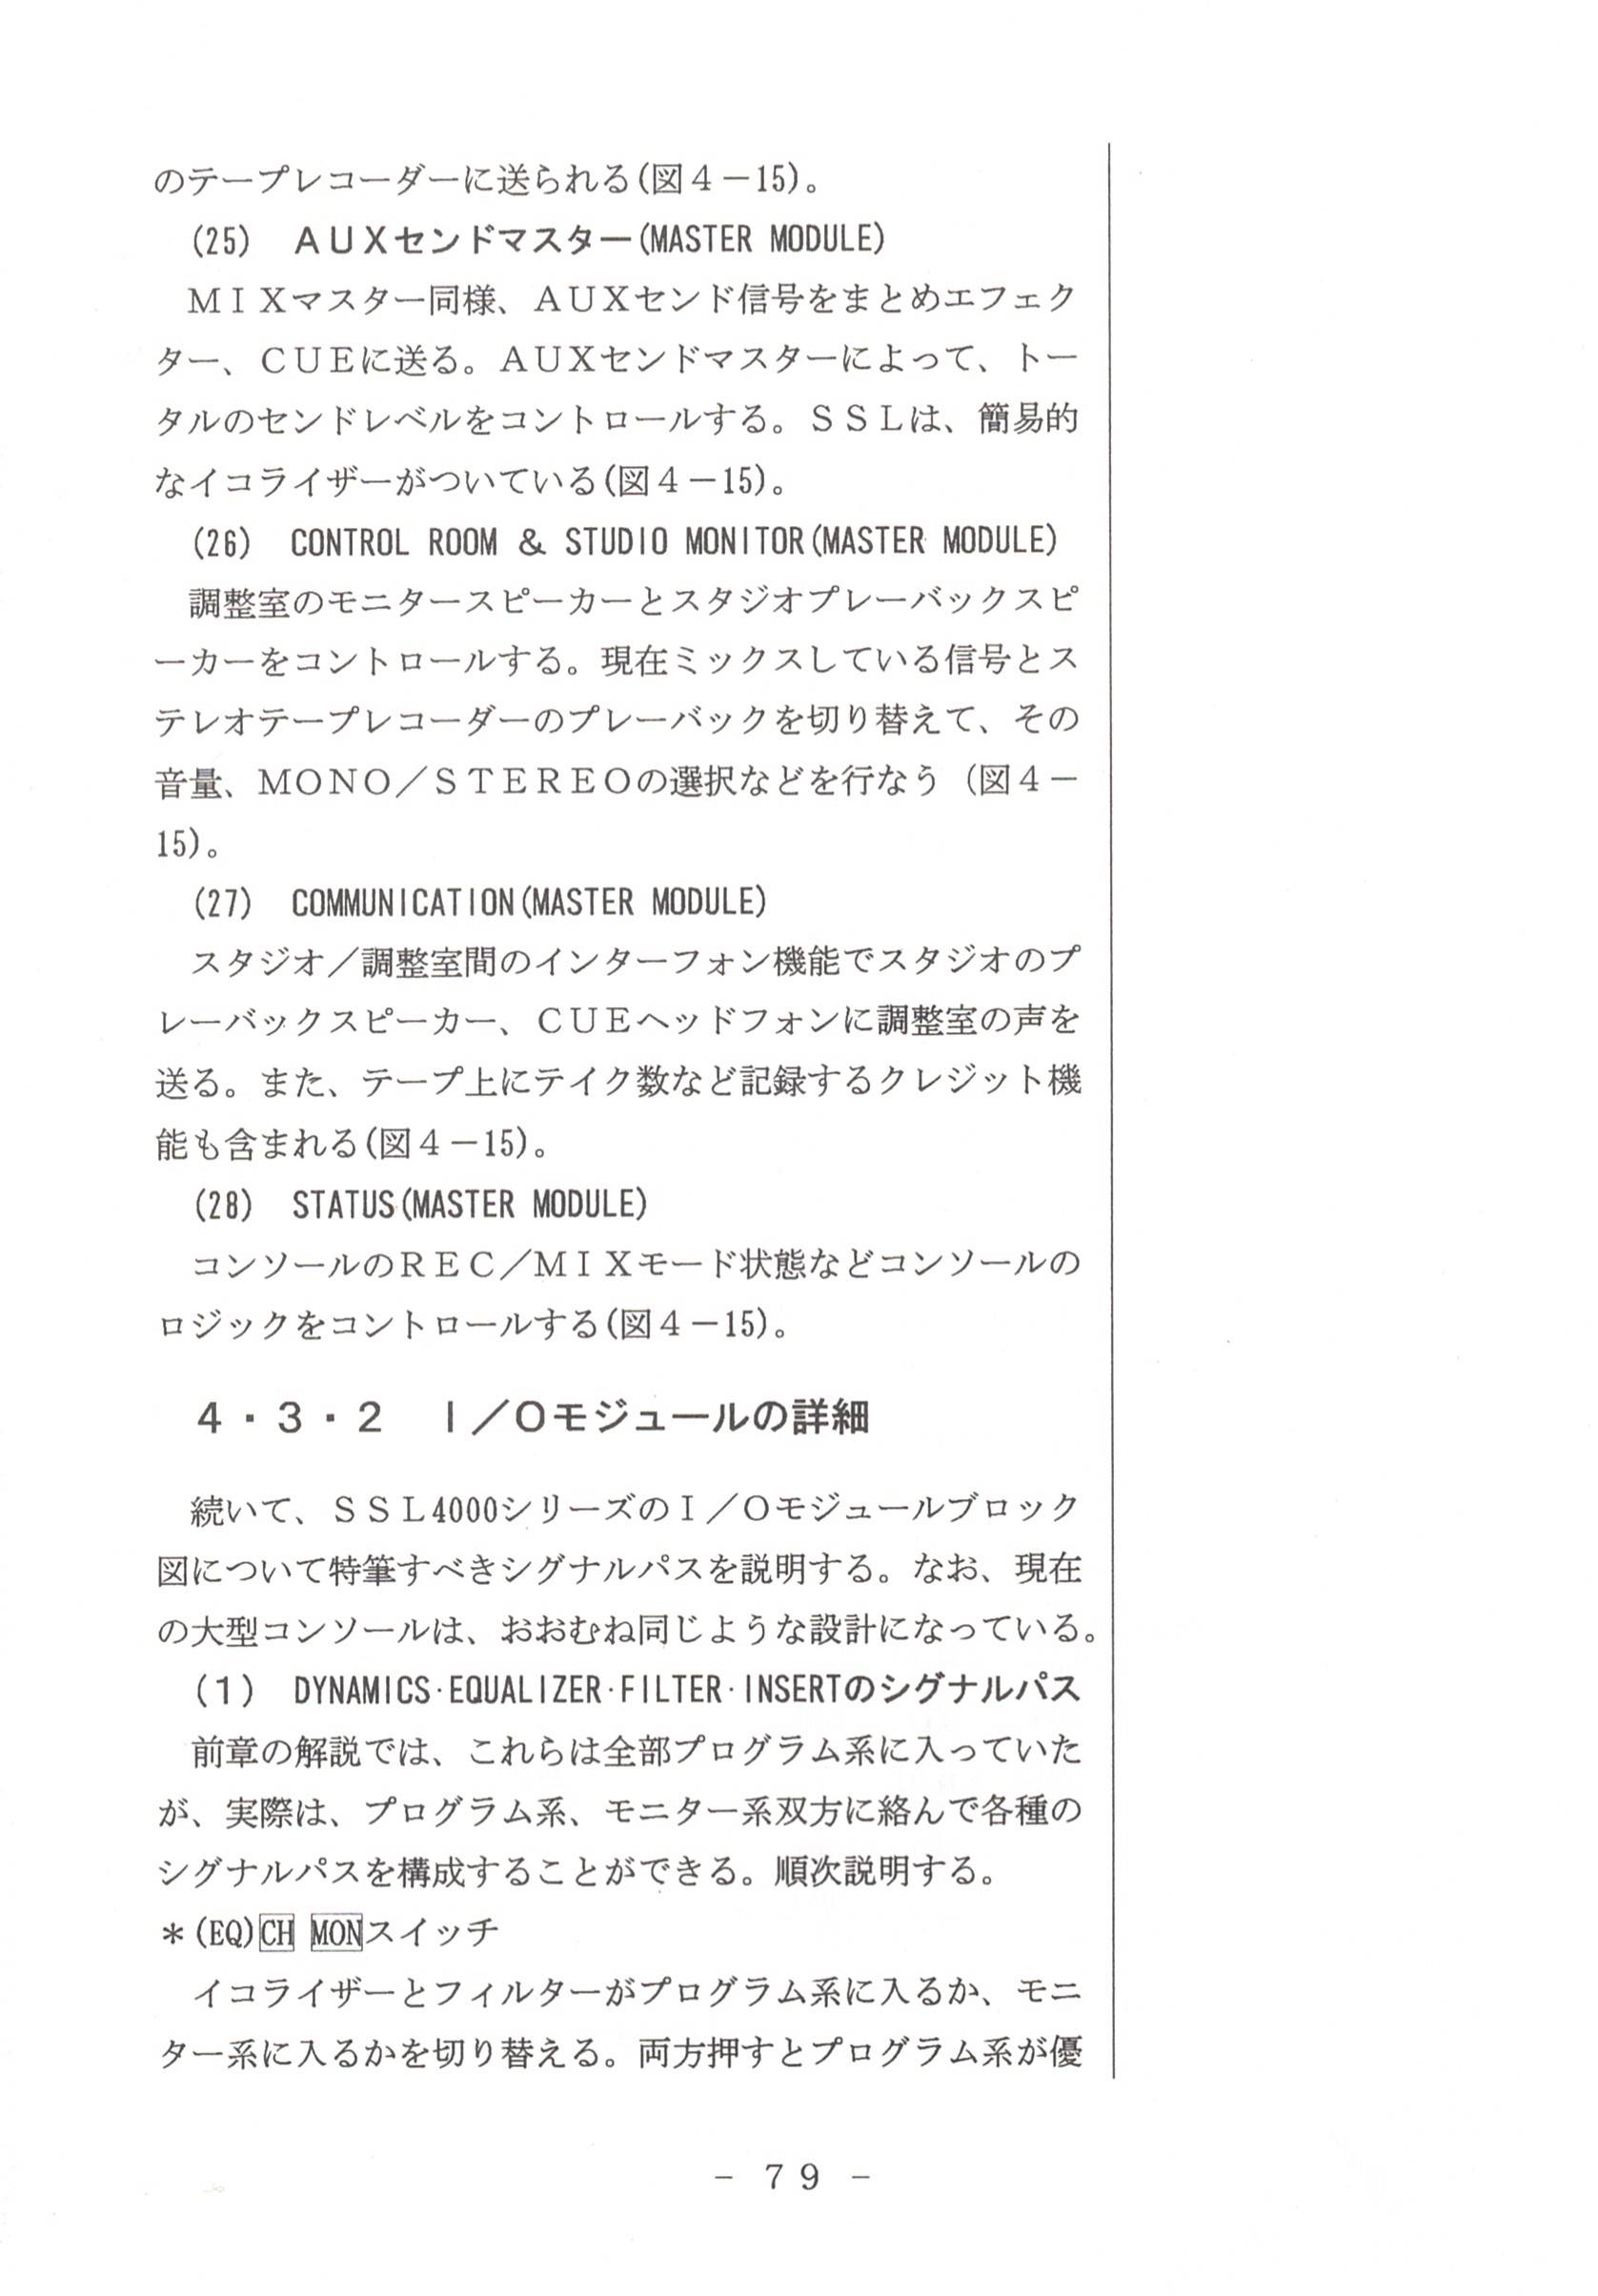 のテープレコーダーに送られる(図４－15)。
(25)　ＡＵＸセンドマスター(MASTER MODULE)
ＭＩＸマスター同様、ＡＵＸセンド信号をまとめエフェク
ター、ＣＵＥに送る。ＡＵＸセンドマスターによって、トー
タルのセンドレベルをコントロールする。ＳＳＬは、簡易的
なイコライザーがついている(図４－15)。
(26)　CONTROL ROOM ＆ STUDIO MONITOR(MASTER MODULE)
調整室のモニタースピーカーとスタジオプレーバックスピ
ーカーをコントロールする。現在ミックスしている信号とス
テレオテープレコーダーのプレーバックを切り替えて、その
音量、ＭＯＮＯ／ＳＴＥＲＥＯの選択などを行なう（図４－
15)。
(27)　COMMUNICATION(MASTER MODULE)
スタジオ／調整室間のインターフォン機能でスタジオのプ
レーバックスピーカー、ＣＵＥヘッドフォンに調整室の声を
送る。また、テープ上にテイク数など記録するクレジット機
能も含まれる(図４－15)。
(28)　STATUS(MASTER MODULE)
コンソールのＲＥＣ／ＭＩＸモード状態などコンソールの
ロジックをコントロールする(図４－15)。
４・３・２　Ｉ／Ｏモジュールの詳細
続いて、ＳＳＬ4000シリーズのＩ／Ｏモジュールブロック
図について特筆すべきシグナルパスを説明する。なお、現在
の大型コンソールは、おおむね同じような設計になっている。
(１)　DYNAMICS･EQUALIZER･FILTER･INSERTのシグナルパス
前章の解説では、これらは全部プログラム系に入っていた
が、実際は、プログラム系、モニター系双方に絡んで各種の
シグナルパスを構成することができる。順次説明する。
＊(EQ)CH MONスイッチ
イコライザーとフィルターがプログラム系に入るか、モニ
ター系に入るかを切り替える。両方押すとプログラム系が優
－ ７９ －